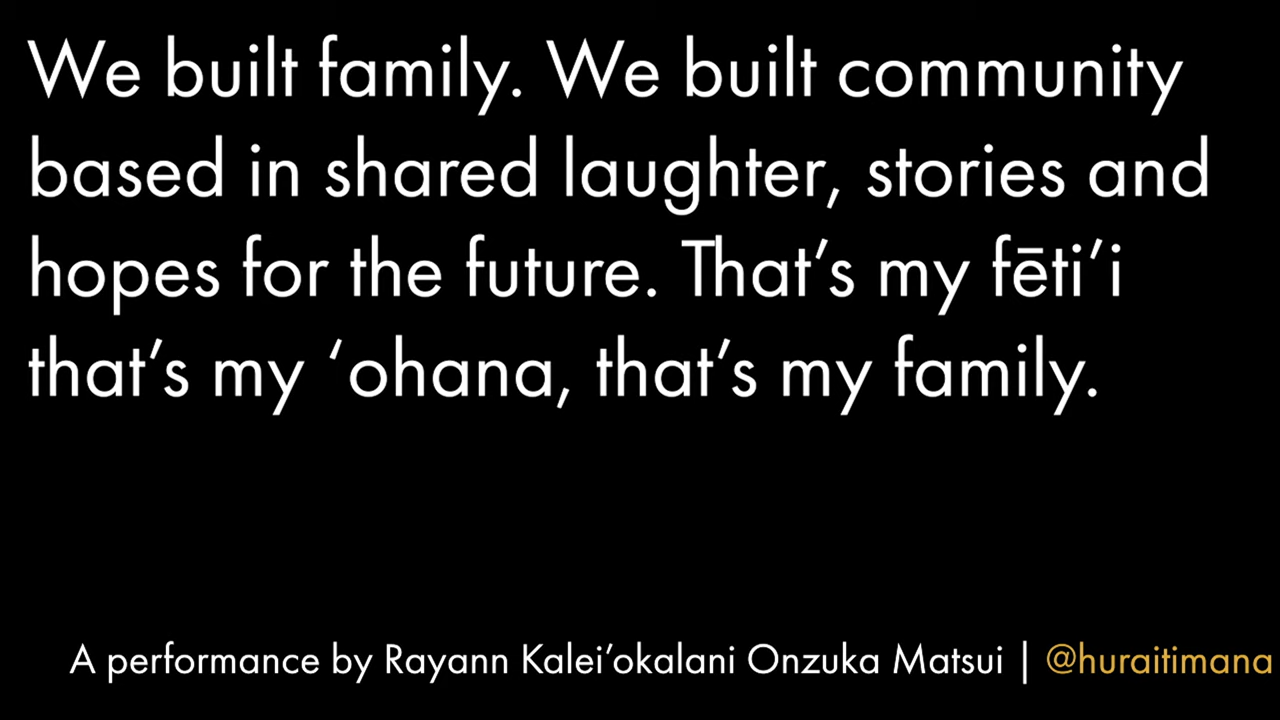 We built family. We built community
based in shared laughter, stories and
hopes for the future. That’s my fēti’i
that’s my ‘ohana, that’s my family.
A performance by Rayann Kalei’okalani Onzuka Matsui | @huraitimana